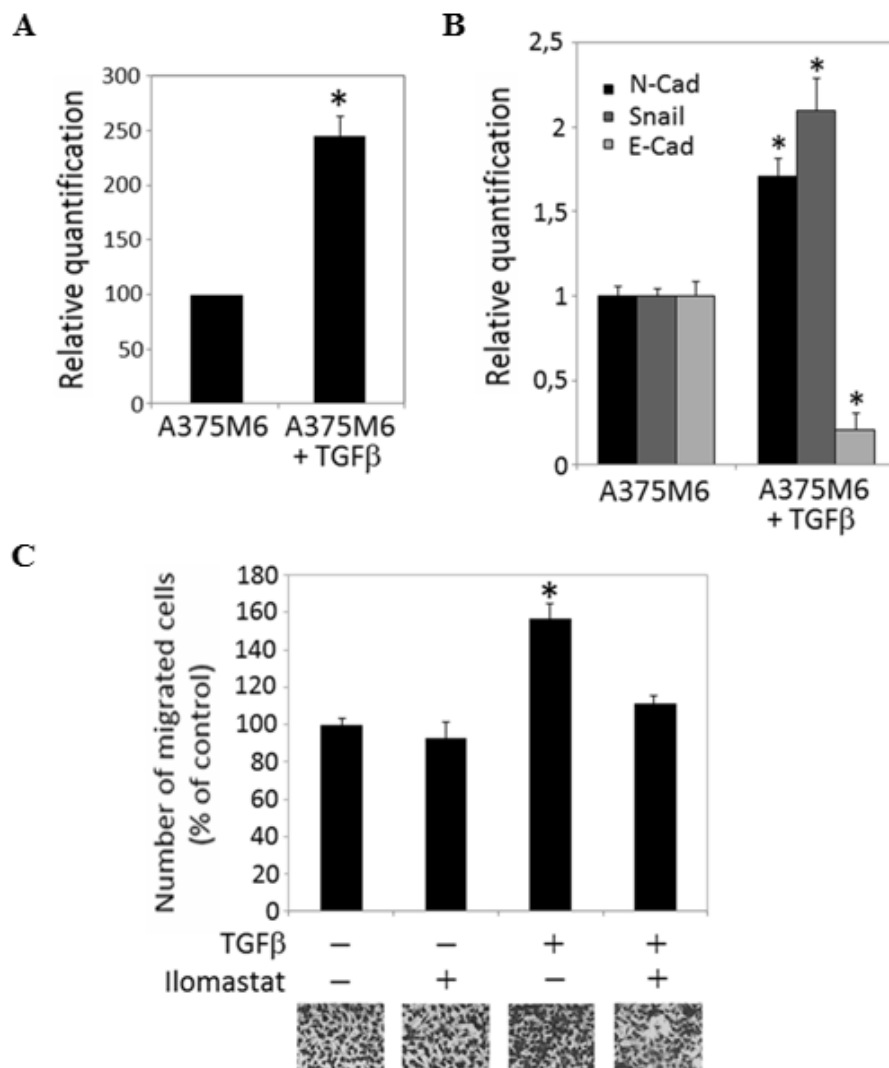 A
Relative quantification
300
250
200
150
100
50
0
*
A375M6
A375M6
+ TGFβ
B
Relative quantification
2,5
2
1,5
1
0,5
0
N-Cad
Snail
E-Cad
*
*
*
A375M6
A375M6
+ TGFβ
C
Number of migrated cells
(% of control)
180
160
140
120
100
80
60
40
20
0
*
TGFβ − − + +
Ilomastat − + − +